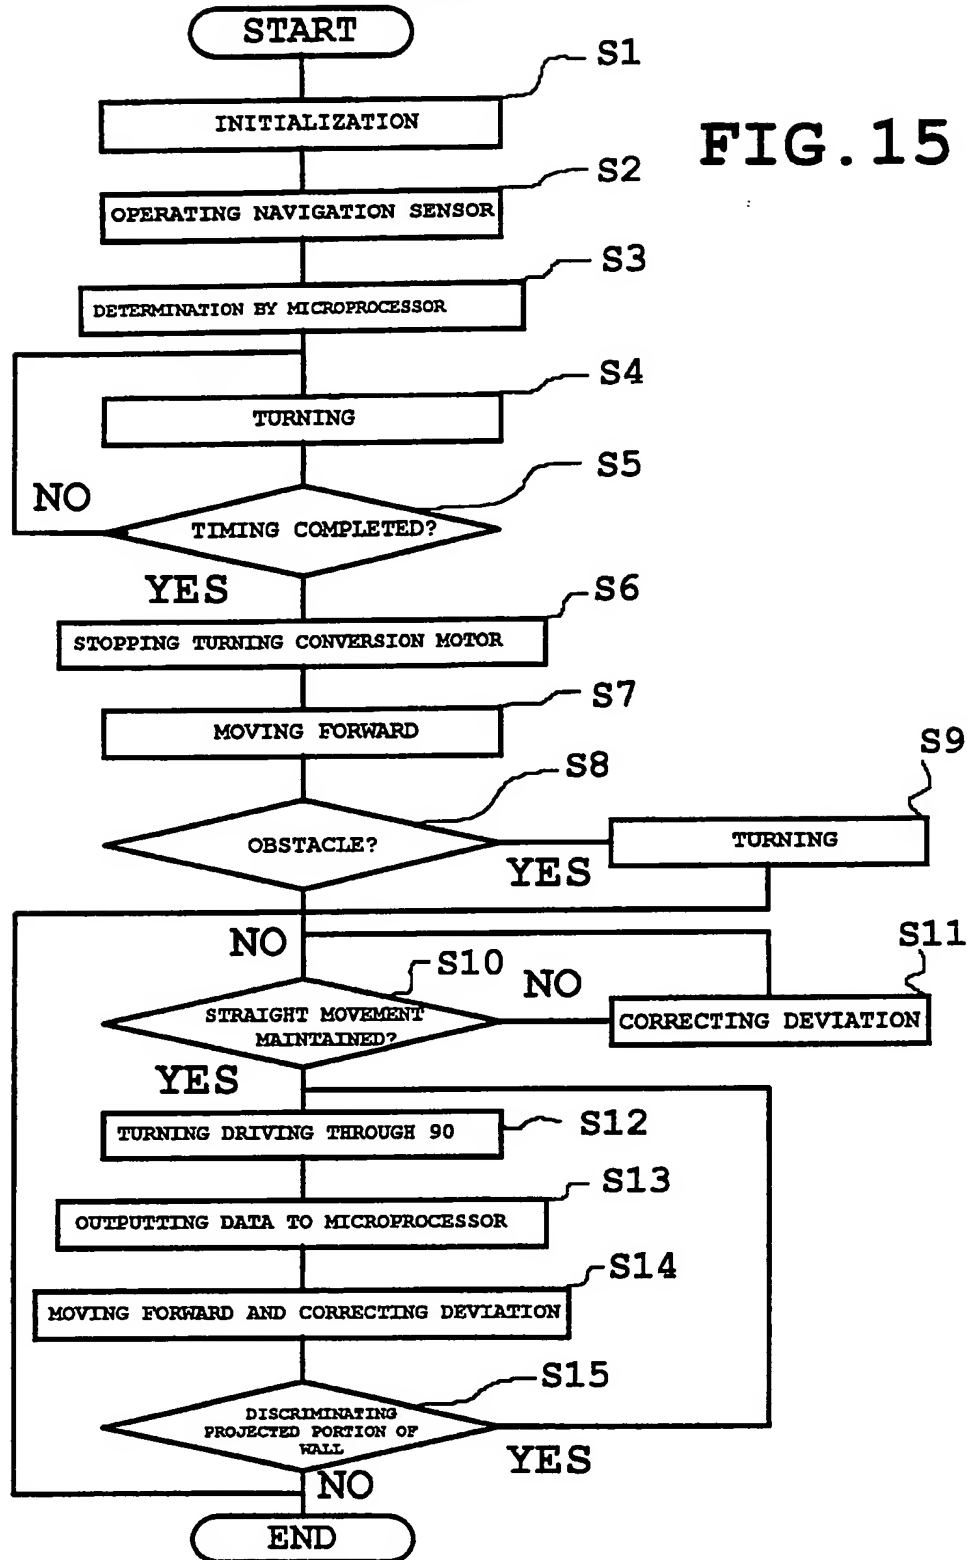 START
S1
INITIALIZATION
FIG.15
S2
OPERATING NAVIGATION SENSOR
S3
DETERMINATION BY MICROPROCESSOR
S4
TURNING
S5
NO
TIMING COMPLETED?
YES
S6
STOPPING TURNING CONVERSION MOTOR
S7
MOVING FORWARD
S8
S9
OBSTACLE?
TURNING
YES
NO
S10
S11
NO
STRAIGHT MOVEMENT
MAINTAINED?
CORRECTING DEVIATION
YES
S12
TURNING DRIVING THROUGH 90
S13
OUTPUTTING DATA TO MICROPROCESSOR
S14
MOVING FORWARD AND CORRECTING DEVIATION
S15
DISCRIMINATING
PROJECTED PORTION OF
WALL
YES
NO
END